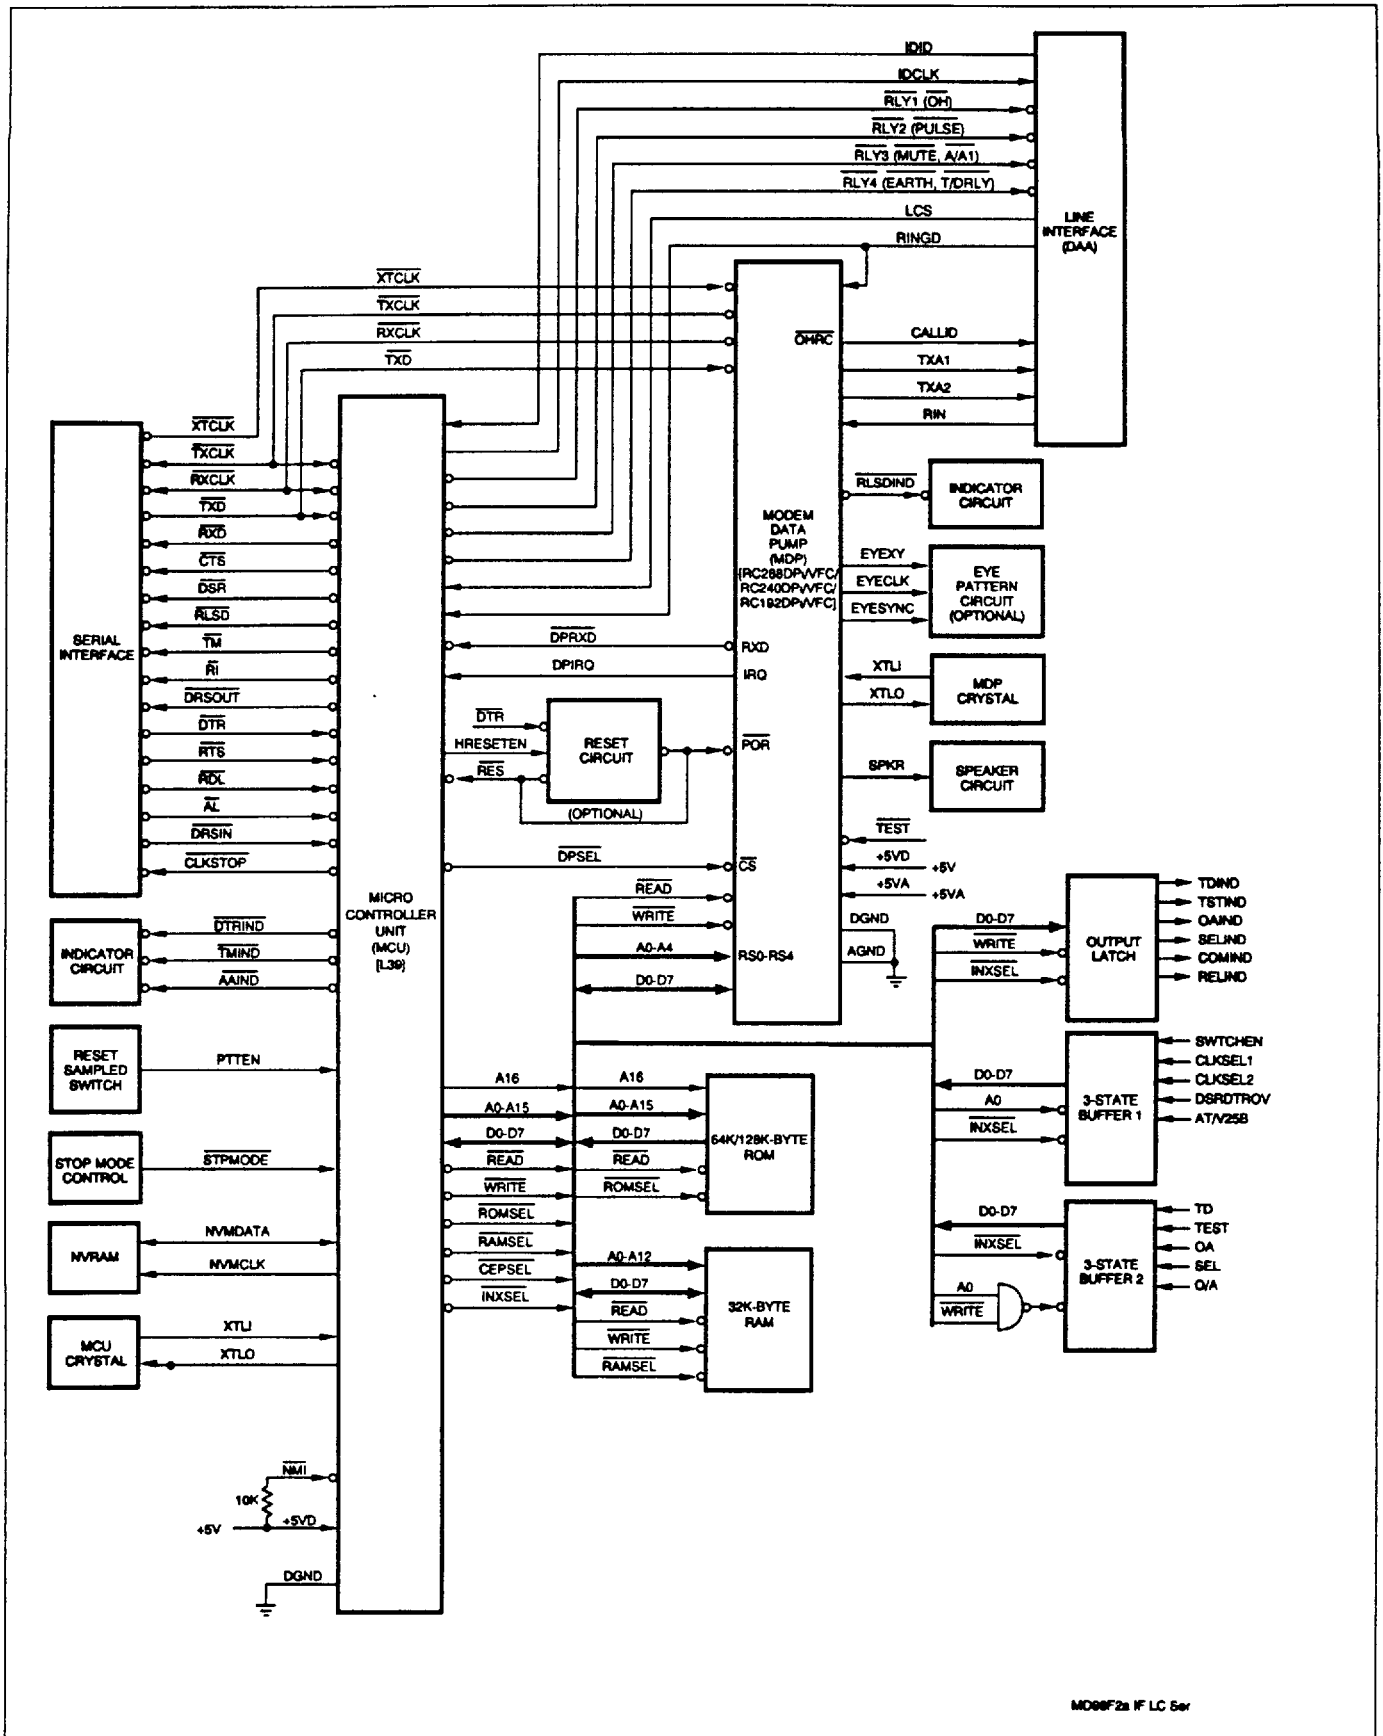 IDID
IDCLK
RLY1 (OH)
RLY2 (PULSE)
RLY3 (MUTE, A/A1)
RLY4 (EARTH, T/DRLY)
LCS
RINGD
LINE
INTERFACE
(DAA)
XTCLK
TXCLK
RXCLK
TXD
OHRC
CALLID
TXA1
TXA2
RIN
MODEM
DATA
PUMP
(MDP)
[RC288DPi/VFC/
RC240DPi/VFC/
RC192DPi/VFC]
RLSDIND
INDICATOR
CIRCUIT
EYEXY
EYECLK
EYESYNC
EYE
PATTERN
CIRCUIT
(OPTIONAL)
XTLI
XTLO
MDP
CRYSTAL
SPKR
SPEAKER
CIRCUIT
TEST
+5VD
+5V
+5VA
+5VA
DGND
AGND
DPRXD
RXD
DPIRQ
IRQ
DTR
HRESETEN
RES
RESET
CIRCUIT
(OPTIONAL)
POR
DPSEL
CS
READ
WRITE
A0-A4
RS0-RS4
D0-D7
SERIAL
INTERFACE
XTCLK
TXCLK
RXCLK
TXD
RXD
CTS
DSR
RLSD
TM
RI
DRSOUT
DTR
RTS
RDL
AL
DRSIN
CLKSTOP
MICRO
CONTROLLER
UNIT
(MCU)
[L39]
INDICATOR
CIRCUIT
DTRIND
TMIND
AAIND
RESET
SAMPLED
SWITCH
PTTEN
STOP MODE
CONTROL
STPMODE
NVRAM
NVMDATA
NVMCLK
MCU
CRYSTAL
XTLI
XTLO
NMI
10K
+5V
+5VD
DGND
A16
A0-A15
D0-D7
READ
WRITE
ROMSEL
RAMSEL
CEPSEL
INXSEL
A16
A0-A15
D0-D7
READ
ROMSEL
64K/128K-BYTE
ROM
A0-A12
D0-D7
READ
WRITE
RAMSEL
32K-BYTE
RAM
D0-D7
WRITE
INXSEL
OUTPUT
LATCH
TDIND
TSTIND
OAIND
SELIND
COMIND
RELIND
D0-D7
A0
INXSEL
3-STATE
BUFFER 1
SWTCHEN
CLKSEL1
CLKSEL2
DSRDTROV
AT/V25B
D0-D7
INXSEL
A0
WRITE
3-STATE
BUFFER 2
TD
TEST
OA
SEL
O/A
MD98F2a IF LC Ser